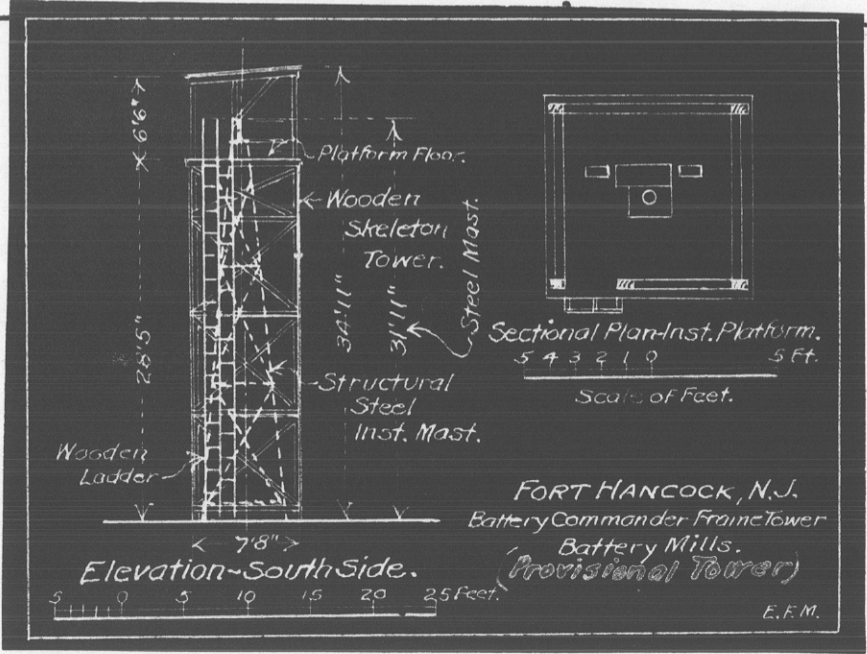 6'6"
Platform Floor.
Wooden
Skeleton
Tower.
28'5"
34'11"
31'11"
Steel Mast.
Structural
Steel
Inst. Mast.
Wooden
Ladder
7'8"
Elevation~South Side.
5 0 5 10 15 20 25 Feet.
Sectional Plan-Inst. Platform.
5 4 3 2 1 0 5 Ft.
Scale of Feet.
FORT HANCOCK, N.J.
Battery Commander Frame Tower
Battery Mills.
(Provisional Tower)
E.F.M.